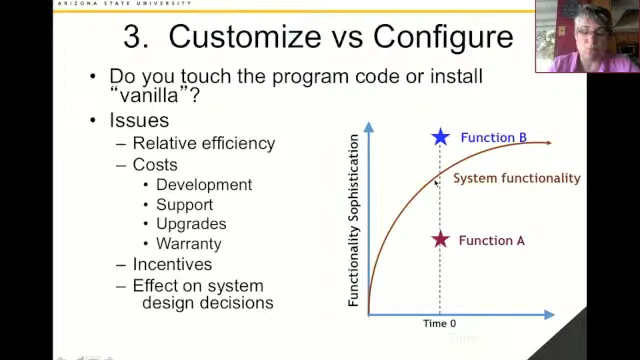 ARIZONA STATE UNIVERSITY
3. Customize vs Configure
• Do you touch the program code or install
“vanilla”?
• Issues
– Relative efficiency
– Costs
• Development
• Support
• Upgrades
• Warranty
– Incentives
– Effect on system
design decisions
Functionality Sophistication
Function B
System functionality
Function A
Time 0
Time